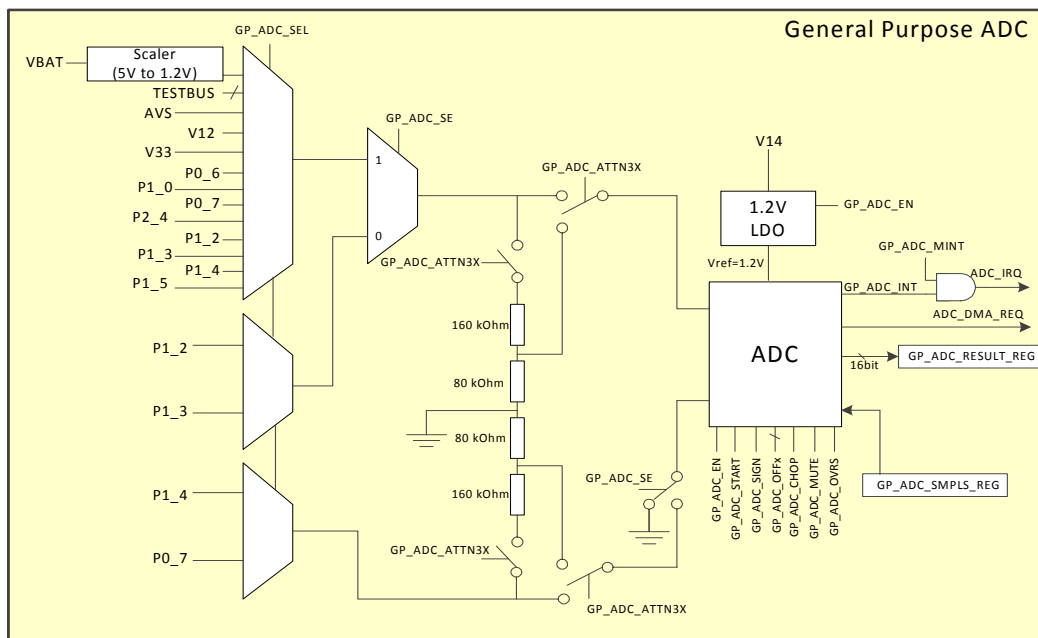 General Purpose ADC
GP_ADC_SEL
VBAT
Scaler
(5V to 1.2V)
TESTBUS
AVS
V12
V33
P0_6
P1_0
P0_7
P2_4
P1_2
P1_3
P1_4
P1_5
GP_ADC_SE
1
0
GP_ADC_ATTN3X
GP_ADC_ATTN3X
160 kOhm
80 kOhm
80 kOhm
160 kOhm
P1_2
P1_3
P1_4
P0_7
GP_ADC_ATTN3X
GP_ADC_ATTN3X
GP_ADC_SE
V14
1.2V
LDO
GP_ADC_EN
Vref=1.2V
ADC
GP_ADC_MINT
GP_ADC_INT
ADC_IRQ
ADC_DMA_REQ
16bit
GP_ADC_RESULT_REG
GP_ADC_SMPLS_REG
GP_ADC_EN
GP_ADC_START
GP_ADC_SIGN
GP_ADC_OFFx
GP_ADC_CHOP
GP_ADC_MUTE
GP_ADC_OVRS